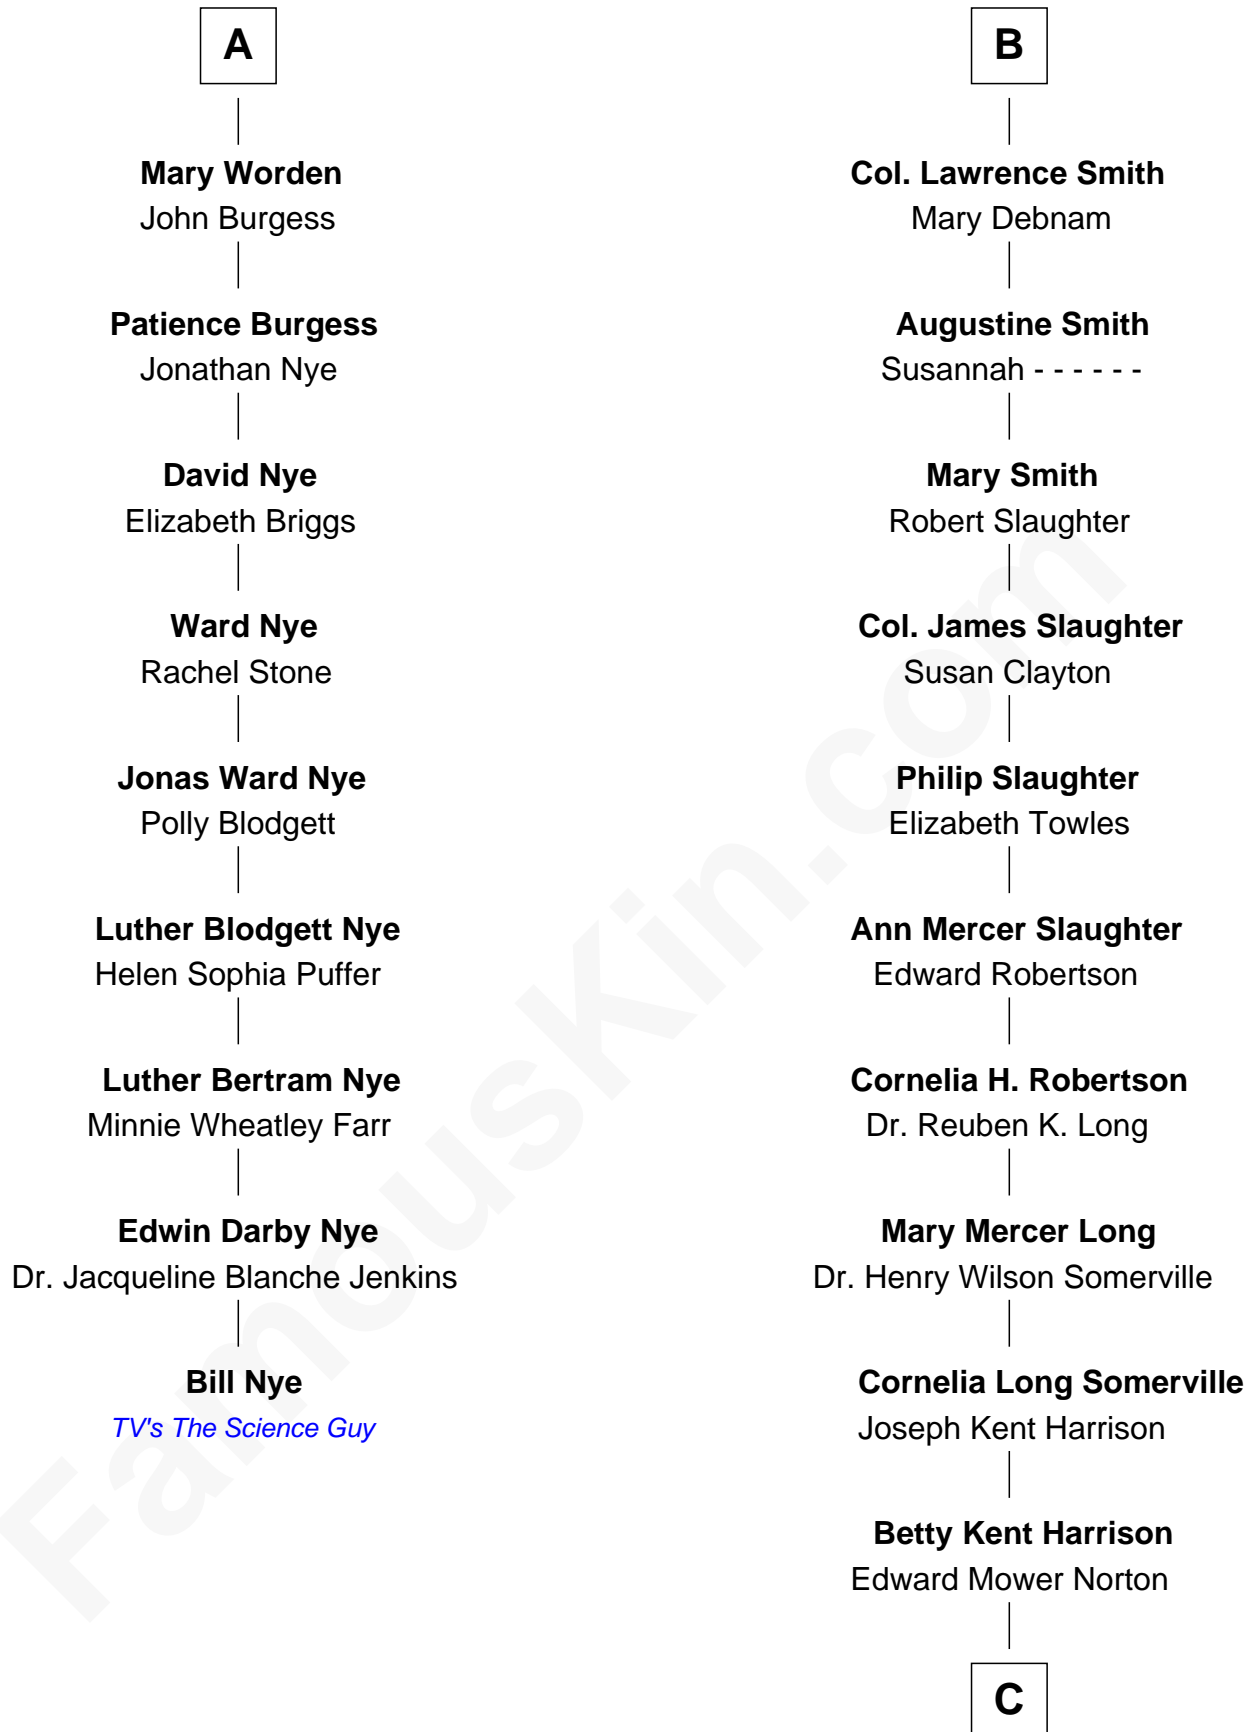 A
Mary Worden
John Burgess
Patience Burgess
Jonathan Nye
David Nye
Elizabeth Briggs
Ward Nye
Rachel Stone
Jonas Ward Nye
Polly Blodgett
Luther Blodgett Nye
Helen Sophia Puffer
Luther Bertram Nye
Minnie Wheatley Farr
Edwin Darby Nye
Dr. Jacqueline Blanche Jenkins
Bill Nye
TV's The Science Guy
B
Col. Lawrence Smith
Mary Debnam
Augustine Smith
Susannah - - - - - -
Mary Smith
Robert Slaughter
Col. James Slaughter
Susan Clayton
Philip Slaughter
Elizabeth Towles
Ann Mercer Slaughter
Edward Robertson
Cornelia H. Robertson
Dr. Reuben K. Long
Mary Mercer Long
Dr. Henry Wilson Somerville
Cornelia Long Somerville
Joseph Kent Harrison
Betty Kent Harrison
Edward Mower Norton
C
FamousKin.com